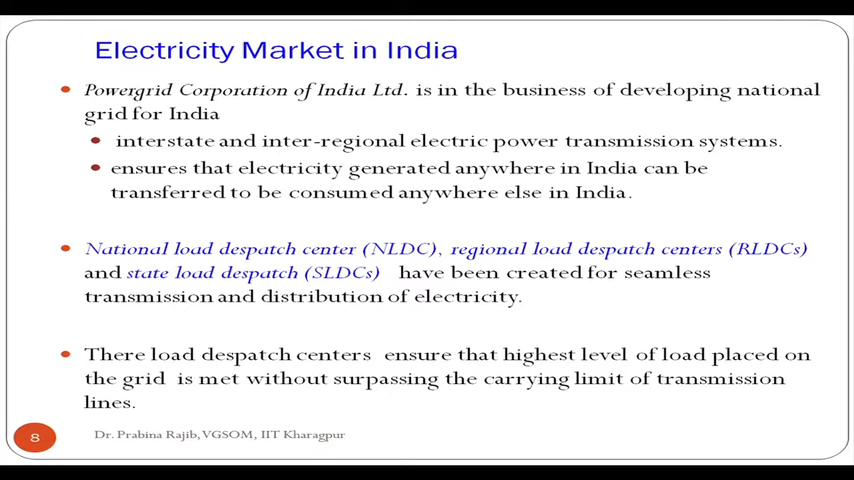 Electricity Market in India
Powergrid Corporation of India Ltd. is in the business of developing national
grid for India
interstate and inter-regional electric power transmission systems.
ensures that electricity generated anywhere in India can be
transferred to be consumed anywhere else in India.
National load despatch center (NLDC), regional load despatch centers (RLDCs)
and state load despatch (SLDCs) have been created for seamless
transmission and distribution of electricity.
There load despatch centers ensure that highest level of load placed on
the grid is met without surpassing the carrying limit of transmission
lines.
8 Dr. Prabina Rajib, VGSOM, IIT Kharagpur